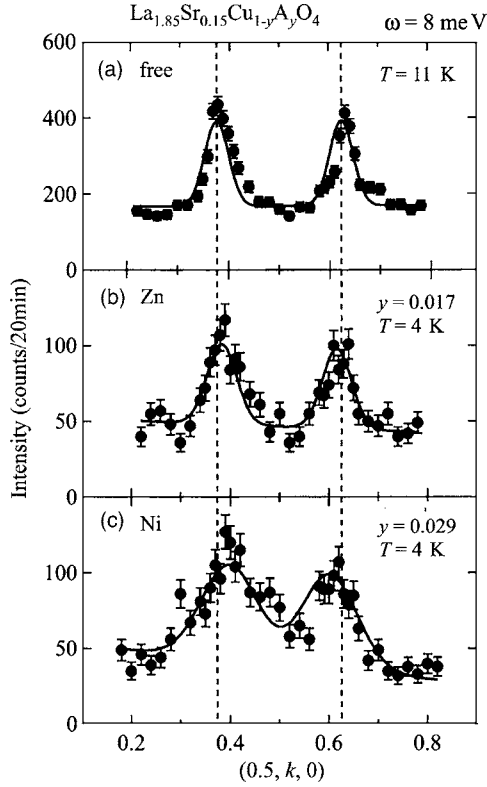 La1.85Sr0.15Cu1-yAyO4 ω = 8 meV
(a) free T = 11 K
600
400
200
0
(b) Zn y = 0.017
T = 4 K
100
50
0
(c) Ni y = 0.029
T = 4 K
100
50
0
Intensity (counts/20min)
0.2 0.4 0.6 0.8
(0.5, k, 0)